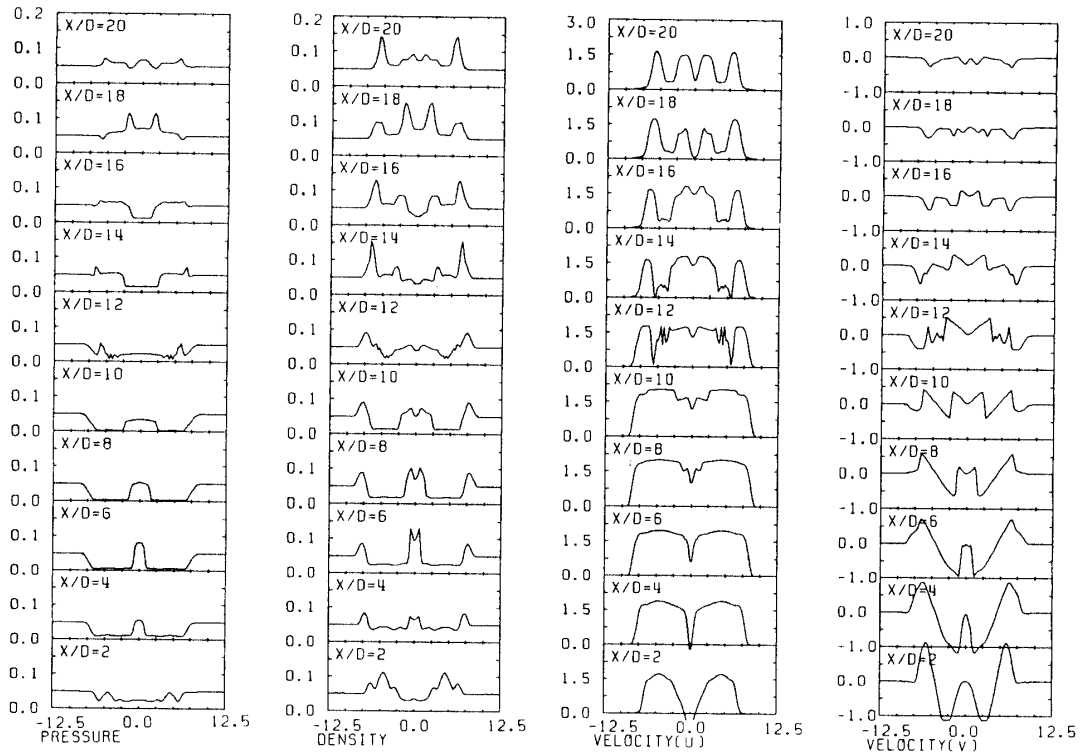 0.2
X/D=20
0.1
0.0
X/D=18
0.1
0.0
X/D=16
0.1
0.0
X/D=14
0.1
0.0
X/D=12
0.1
0.0
X/D=10
0.1
0.0
X/D=8
0.1
0.0
X/D=6
0.1
0.0
X/D=4
0.1
0.0
X/D=2
0.1
0.0
-12.5 0.0 12.5
PRESSURE
0.2
X/D=20
0.1
0.0
X/D=18
0.1
0.0
X/D=16
0.1
0.0
X/D=14
0.1
0.0
X/D=12
0.1
0.0
X/D=10
0.1
0.0
X/D=8
0.1
0.0
X/D=6
0.1
0.0
X/D=4
0.1
0.0
X/D=2
0.1
0.0
-12.5 0.0 12.5
DENSITY
3.0
X/D=20
1.5
0.0
X/D=18
1.5
0.0
X/D=16
1.5
0.0
X/D=14
1.5
0.0
X/D=12
1.5
0.0
X/D=10
1.5
0.0
X/D=8
1.5
0.0
X/D=6
1.5
0.0
X/D=4
1.5
0.0
X/D=2
1.5
0.0
-12.5 0.0 12.5
VELOCITY(U)
1.0
X/D=20
0.0
-1.0
X/D=18
0.0
-1.0
X/D=16
0.0
-1.0
X/D=14
0.0
-1.0
X/D=12
0.0
-1.0
X/D=10
0.0
-1.0
X/D=8
0.0
-1.0
X/D=6
0.0
-1.0
X/D=4
0.0
-1.0
X/D=2
0.0
-1.0
-12.5 0.0 12.5
VELOCITY(V)